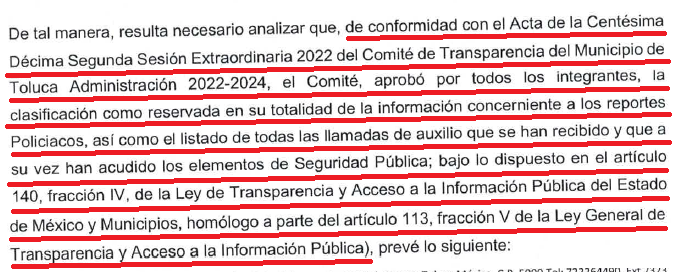 De tal manera, resulta necesario analizar que, de conformidad con el Acta de la Centésima
Décima Segunda Sesión Extraordinaria 2022 del Comité de Transparencia del Municipio de
Toluca Administración 2022-2024, el Comité, aprobó por todos los integrantes, la
clasificación como reservada en su totalidad de la información concerniente a los reportes
Policiacos, así como el listado de todas las llamadas de auxilio que se han recibido y que a
su vez han acudido los elementos de Seguridad Pública; bajo lo dispuesto en el artículo
140, fracción IV, de la Ley de Transparencia y Acceso a la Información Pública del Estado
de México y Municipios, homólogo a parte del artículo 113, fracción V de la Ley General de
Transparencia y Acceso a la Información Pública), prevé lo siguiente: